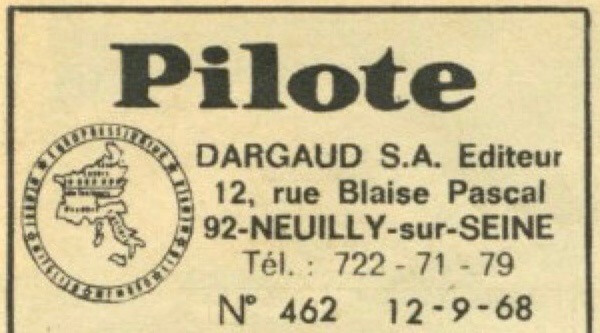 Pilote
DARGAUD S.A. Editeur
12, rue Blaise Pascal
92-NEUILLY-sur-SEINE
Tél. : 722 - 71 - 79
N° 462 12-9-68